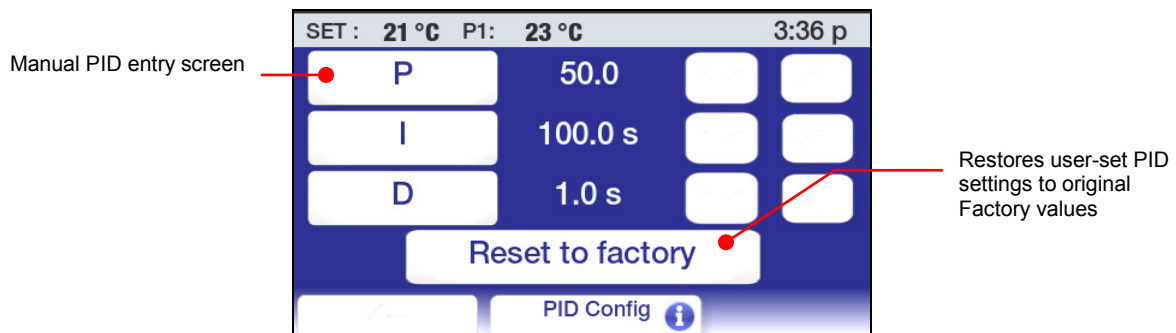 SET : 21 °C P1: 23 °C 3:36 p
Manual PID entry screen
P 50.0
I 100.0 s
D 1.0 s
Restores user-set PID
settings to original
Factory values
Reset to factory
PID Config